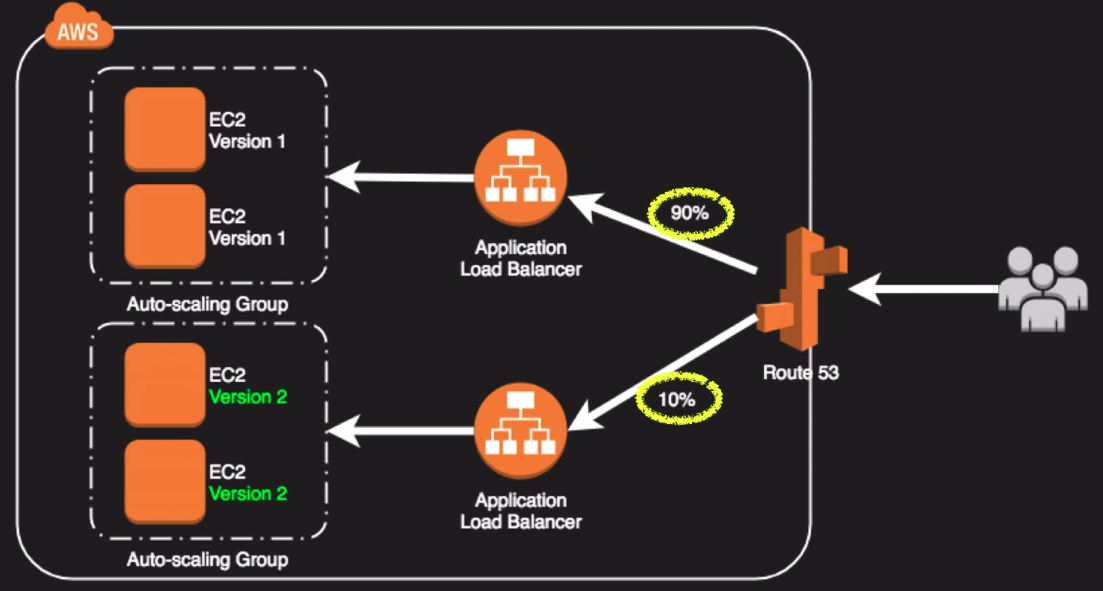 AWS
EC2
Version 1
EC2
Version 1
Auto-scaling Group
Application
Load Balancer
90%
Route 53
EC2
Version 2
EC2
Version 2
Auto-scaling Group
Application
Load Balancer
10%